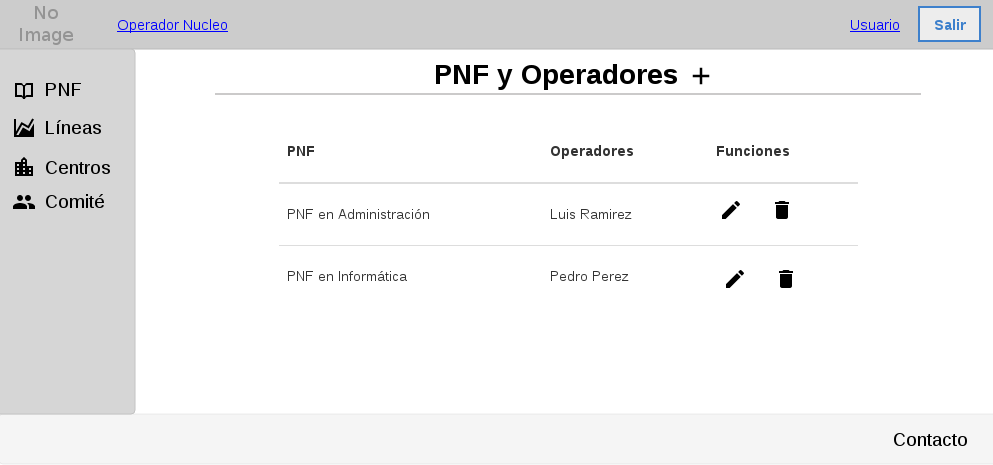 No
Image
Operador Nucleo
Usuario
Salir
PNF
Líneas
Centros
Comité
PNF y Operadores +
PNF Operadores Funciones
PNF en Administración Luis Ramirez
PNF en Informática Pedro Perez
Contacto